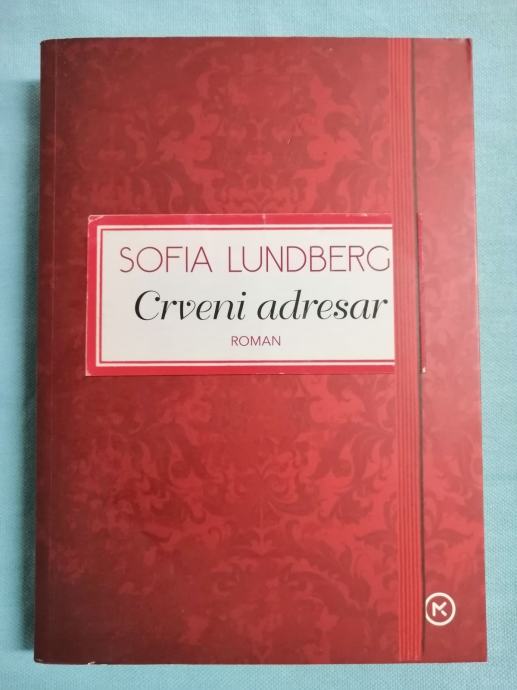 SOFIA LUNDBERG
Crveni adresar
ROMAN